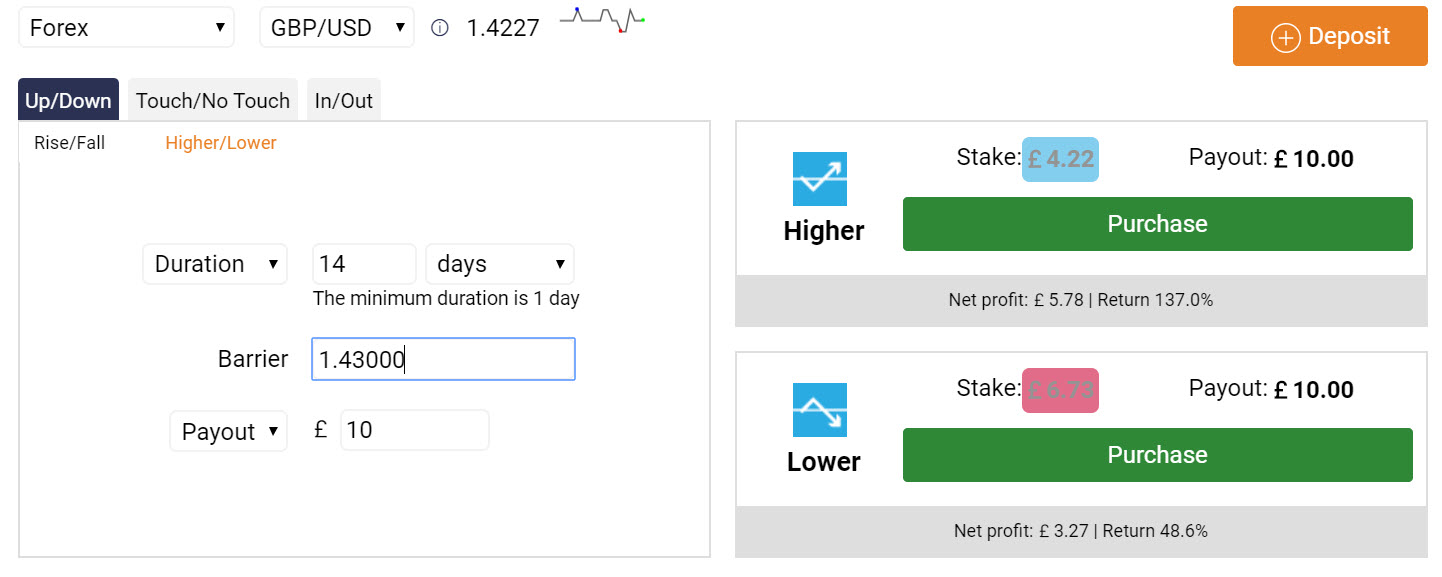 Forex ▼ GBP/USD ▼ ⓘ 1.4227
+ Deposit
Up/Down Touch/No Touch In/Out
Rise/Fall Higher/Lower
Duration ▼ 14 days ▼
The minimum duration is 1 day
Barrier 1.43000
Payout ▼ £ 10
Stake: £ 4.22 Payout: £ 10.00
Higher Purchase
Net profit: £ 5.78 | Return 137.0%
Stake: £ 6.73 Payout: £ 10.00
Lower Purchase
Net profit: £ 3.27 | Return 48.6%